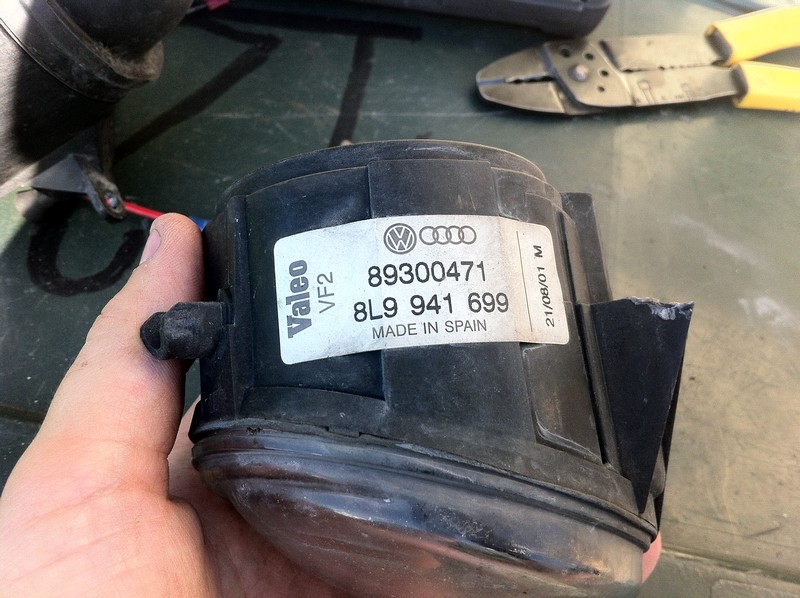 Valeo
VF2
89300471
8L9 941 699
MADE IN SPAIN
21/08/01 M